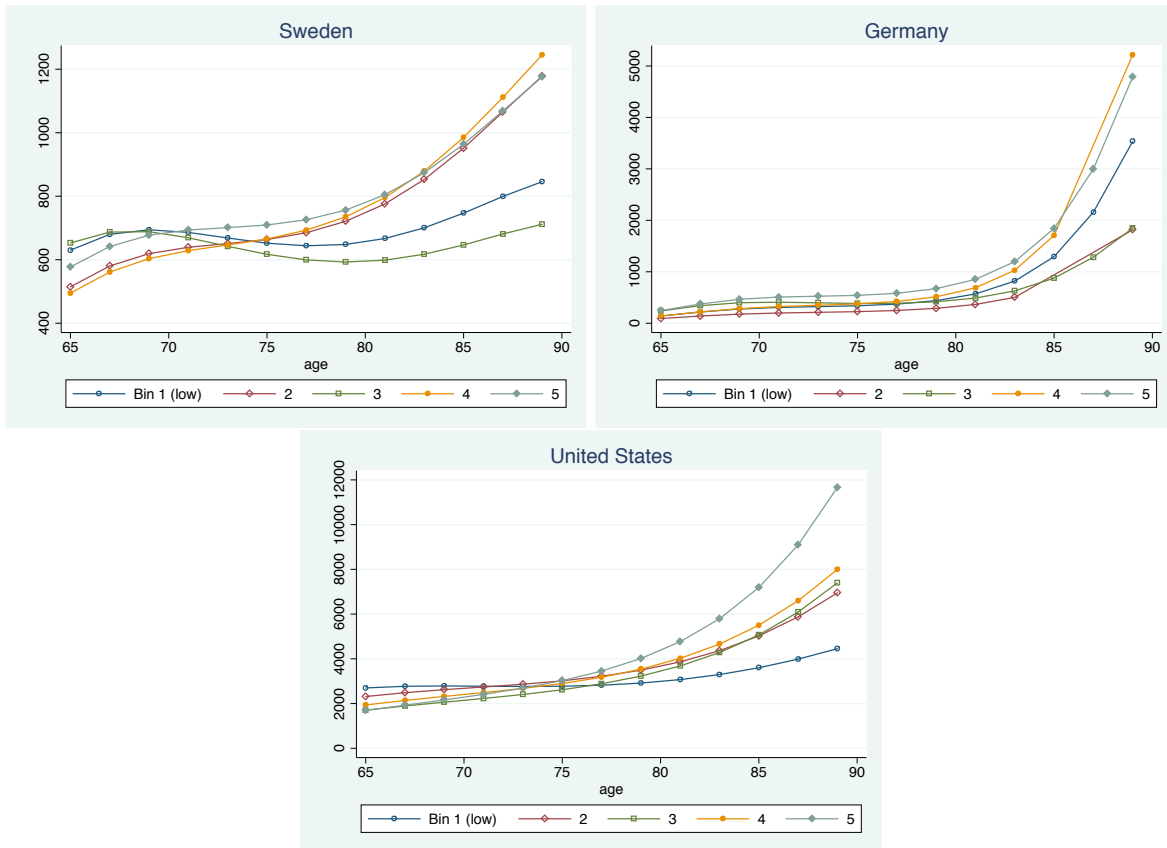 Sweden
1200
1000
800
600
400
65 70 75 80 85 90
age
Bin 1 (low) 2 3 4 5
Germany
5000
4000
3000
2000
1000
0
65 70 75 80 85 90
age
Bin 1 (low) 2 3 4 5
United States
12000
10000
8000
6000
4000
2000
0
65 70 75 80 85 90
age
Bin 1 (low) 2 3 4 5